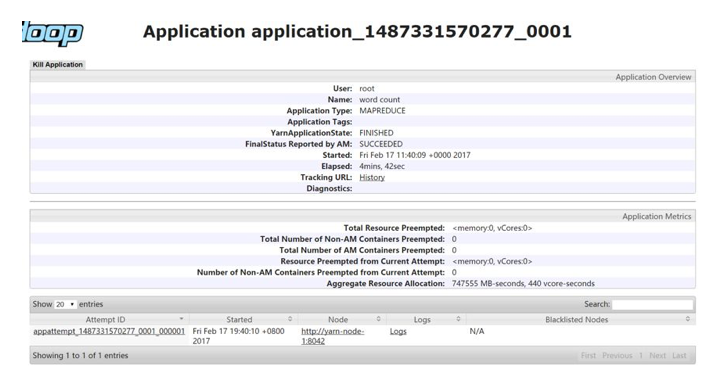 loop
Application application_1487331570277_0001
Kill Application
Application Overview
User: root
Name: word count
Application Type: MAPREDUCE
Application Tags:
YarnApplicationState: FINISHED
FinalStatus Reported by AM: SUCCEEDED
Started: Fri Feb 17 11:40:09 +0000 2017
Elapsed: 4mins, 42sec
Tracking URL: History
Diagnostics:
Application Metrics
Total Resource Preempted: <memory:0, vCores:0>
Total Number of Non-AM Containers Preempted: 0
Total Number of AM Containers Preempted: 0
Resource Preempted from Current Attempt: <memory:0, vCores:0>
Number of Non-AM Containers Preempted from Current Attempt: 0
Aggregate Resource Allocation: 747555 MB-seconds, 440 vcore-seconds
Show 20 entries Search:
Attempt ID Started Node Logs Blacklisted Nodes
appattempt_1487331570277_0001_000001 Fri Feb 17 19:40:10 +0800 http://yarn-node- Logs N/A
2017 1:8042
Showing 1 to 1 of 1 entries First Previous 1 Next Last